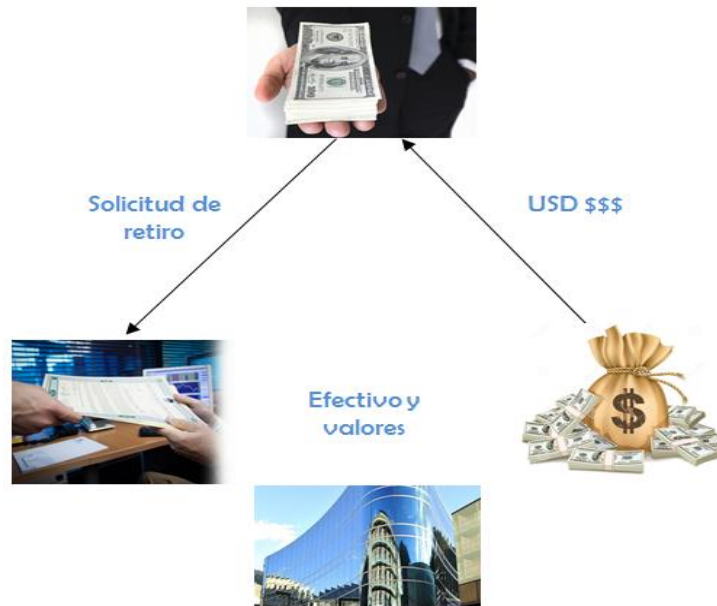 Solicitud de
retiro
USD $$$
Efectivo y
valores
$